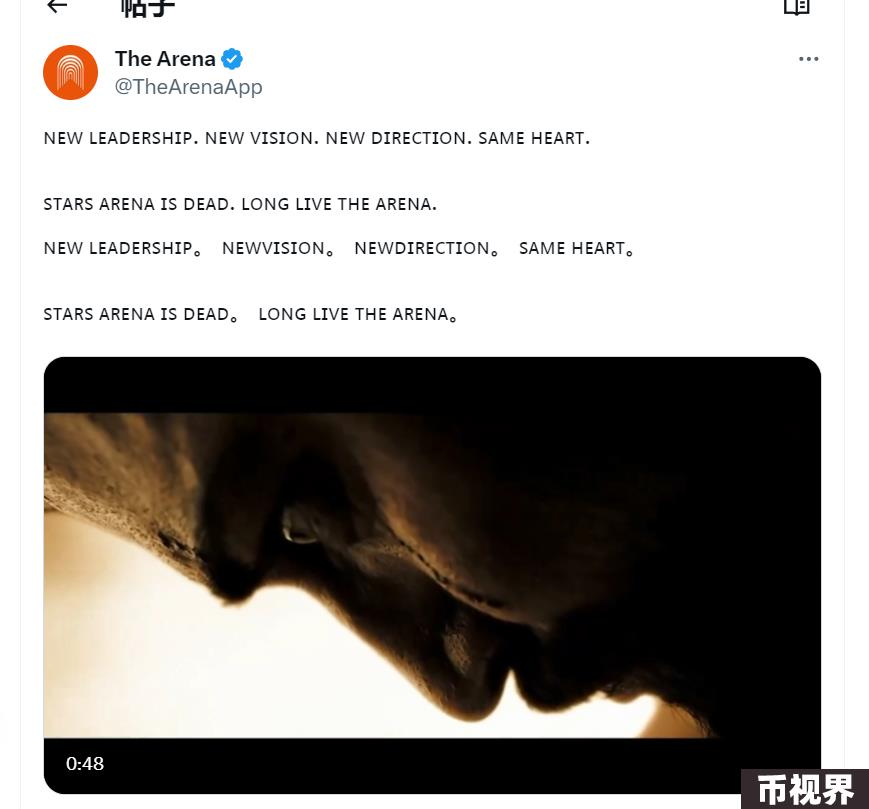 帖子
The Arena
@TheArenaApp
NEW LEADERSHIP. NEW VISION. NEW DIRECTION. SAME HEART.
STARS ARENA IS DEAD. LONG LIVE THE ARENA.
NEW LEADERSHIP。 NEWVISION。 NEWDIRECTION。 SAME HEART。
STARS ARENA IS DEAD。 LONG LIVE THE ARENA。
0:48
币视界